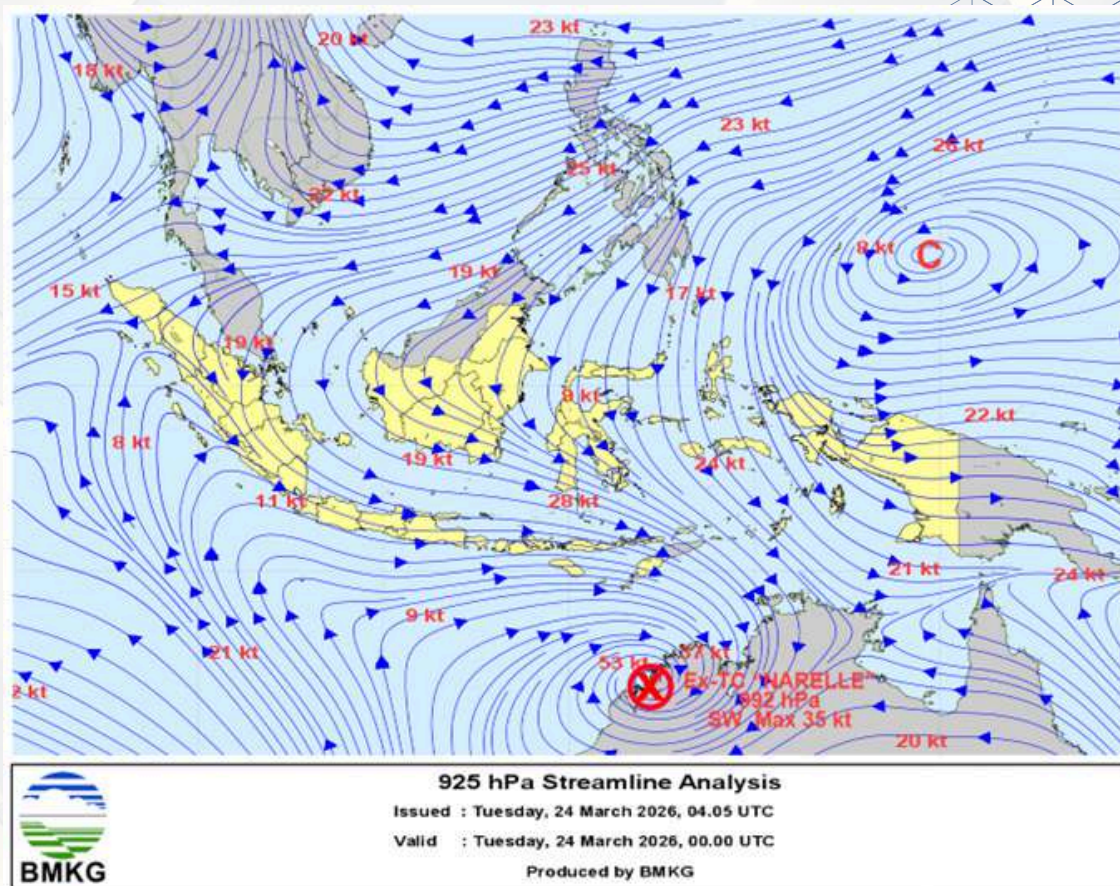 23 kt
20 kt
18 kt
23 kt
26 kt
25 kt
22 kt
8 kt
C
19 kt
15 kt
17 kt
19 kt
9 kt
22 kt
8 kt
19 kt
24 kt
11 kt
28 kt
21 kt
24 kt
9 kt
21 kt
53 kt
37 kt
2 kt
X
Ex-TC "NARELLE"
992 hPa
SW Max 35 kt
20 kt
925 hPa Streamline Analysis
Issued : Tuesday, 24 March 2026, 04.05 UTC
Valid : Tuesday, 24 March 2026, 00.00 UTC
Produced by BMKG
BMKG